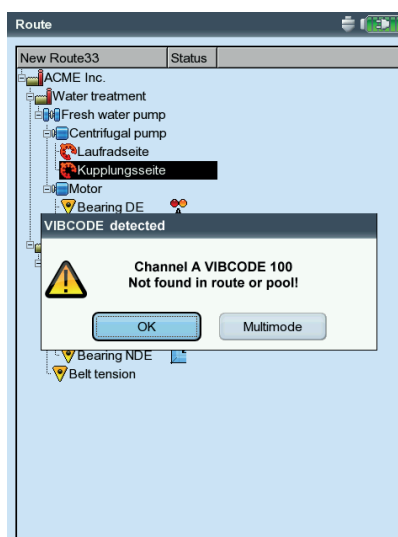 Route
New Route33 Status
ACME Inc.
Water treatment
Fresh water pump
Centrifugal pump
Laufradseite
Kupplungsseite
Motor
Bearing DE
VIBCODE detected
Channel A VIBCODE 100
Not found in route or pool!
OK Multimode
Bearing NDE
Belt tension